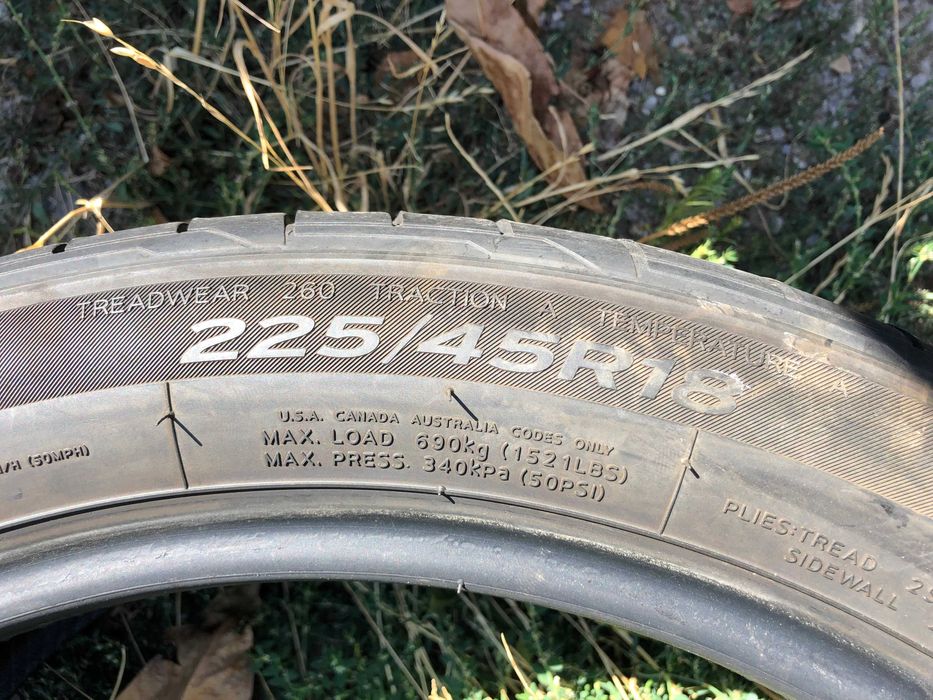 TREADWEAR 260 TRACTION A TEMPERATURE A
225/45R18
U.S.A. CANADA AUSTRALIA CODES ONLY
MAX. LOAD 690kg (1521LBS)
MAX. PRESS. 340kPa (50PSI)
/H (50MPH)
PLIES:TREAD
SIDEWALL